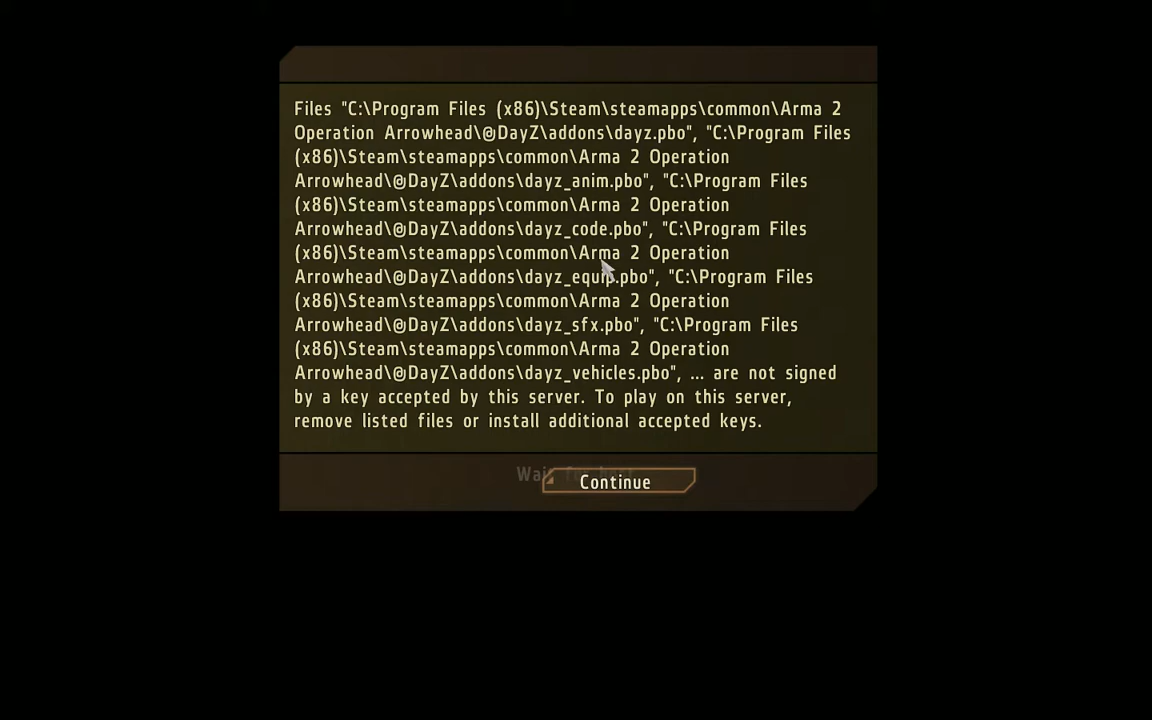 Files "C:\Program Files (x86)\Steam\steamapps\common\Arma 2
Operation Arrowhead\@DayZ\addons\dayz.pbo", "C:\Program Files
(x86)\Steam\steamapps\common\Arma 2 Operation
Arrowhead\@DayZ\addons\dayz_anim.pbo", "C:\Program Files
(x86)\Steam\steamapps\common\Arma 2 Operation
Arrowhead\@DayZ\addons\dayz_code.pbo", "C:\Program Files
(x86)\Steam\steamapps\common\Arma 2 Operation
Arrowhead\@DayZ\addons\dayz_equip.pbo", "C:\Program Files
(x86)\Steam\steamapps\common\Arma 2 Operation
Arrowhead\@DayZ\addons\dayz_sfx.pbo", "C:\Program Files
(x86)\Steam\steamapps\common\Arma 2 Operation
Arrowhead\@DayZ\addons\dayz_vehicles.pbo", ... are not signed
by a key accepted by this server. To play on this server,
remove listed files or install additional accepted keys.
Continue